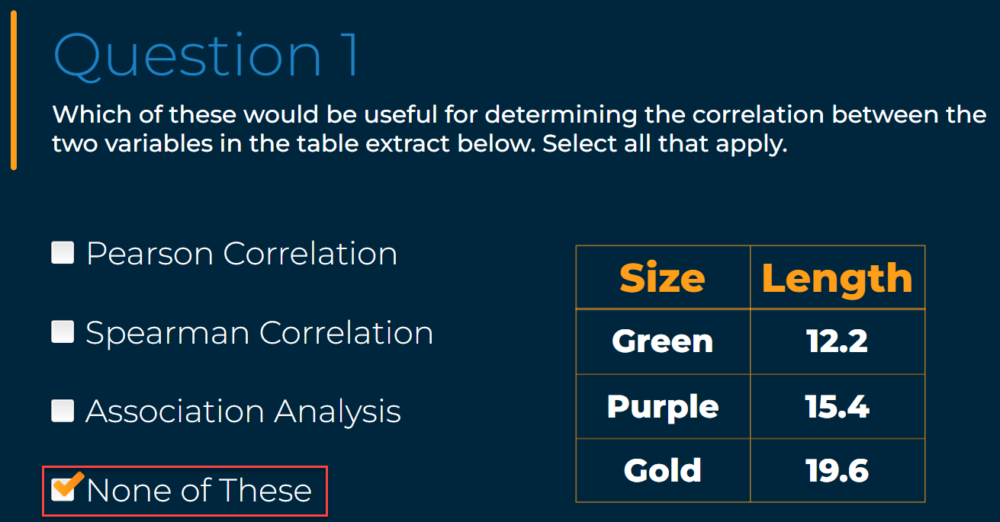 Question 1
Which of these would be useful for determining the correlation between the
two variables in the table extract below. Select all that apply.
Pearson Correlation
Spearman Correlation
Association Analysis
None of These
Size Length
Green 12.2
Purple 15.4
Gold 19.6